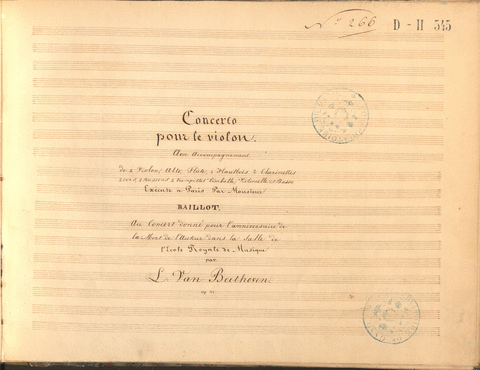 N.º 266
D - II 545
Concerto
pour le violon.
Avec Accompagnement
de 2 Violons, Alto, Flûte, 2 Hautbois 2 Clarinettes
2 Cors, 2 Bassons 2 Trompettes Timballe, Violoncelle et Basse
Exécuté à Paris Par Monsieur
BAILLOT.
Au Concert donné pour l'anniversaire de
la Mort de l'Auteur dans la Salle de
l'Ecole Royale de Musique
par
L. Van Beethoven.
op. 61